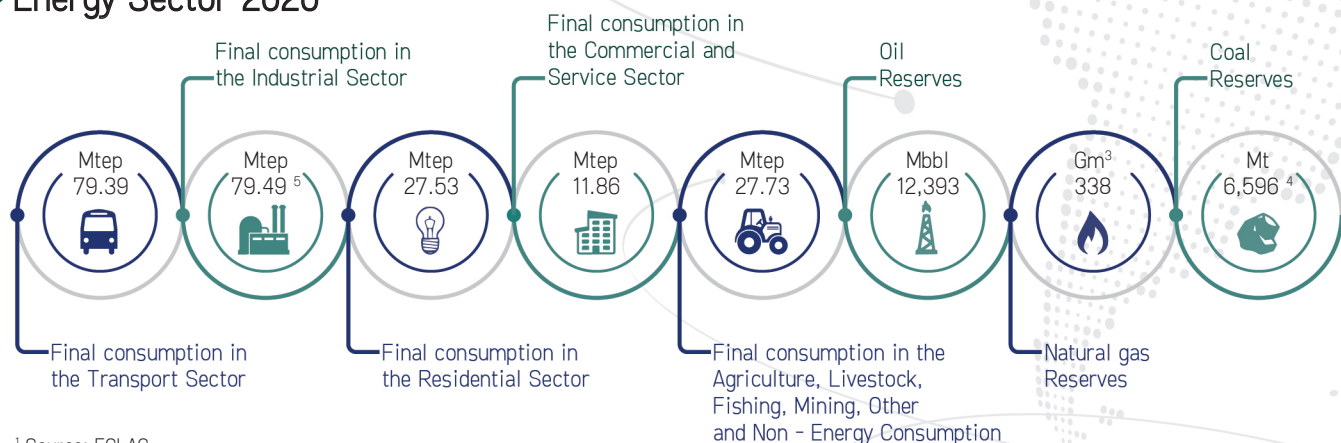 Energy Sector 2020
Final consumption in
the Industrial Sector
Final consumption in
the Commercial and
Service Sector
Oil
Reserves
Coal
Reserves
Mtep
79.39
Mtep
79.49 ⁵
Mtep
27.53
Mtep
11.86
Mtep
27.73
Mbbl
12,393
Gm³
338
Mt
6,596 ⁴
Final consumption in
the Transport Sector
Final consumption in
the Residential Sector
Final consumption in the
Agriculture, Livestock,
Fishing, Mining, Other
and Non - Energy Consumption
Natural gas
Reserves
¹ Source: ECLAC